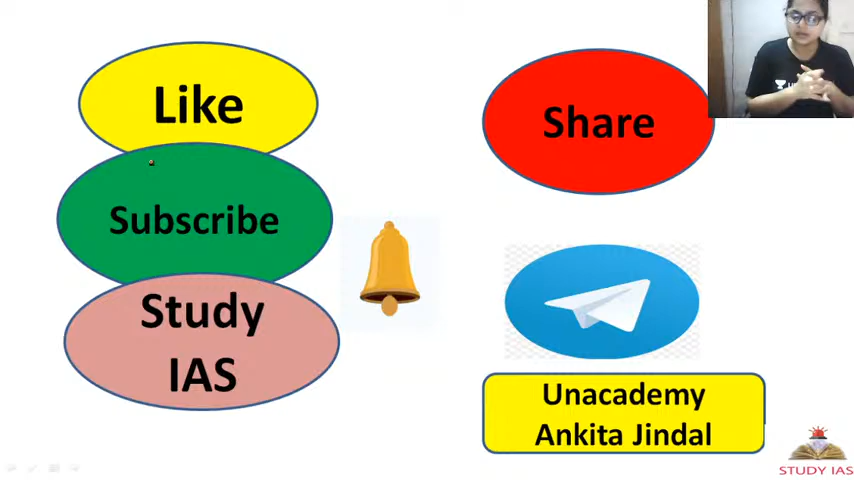 Like
Subscribe
Study
IAS
Share
Unacademy
Ankita Jindal
STUDY IAS